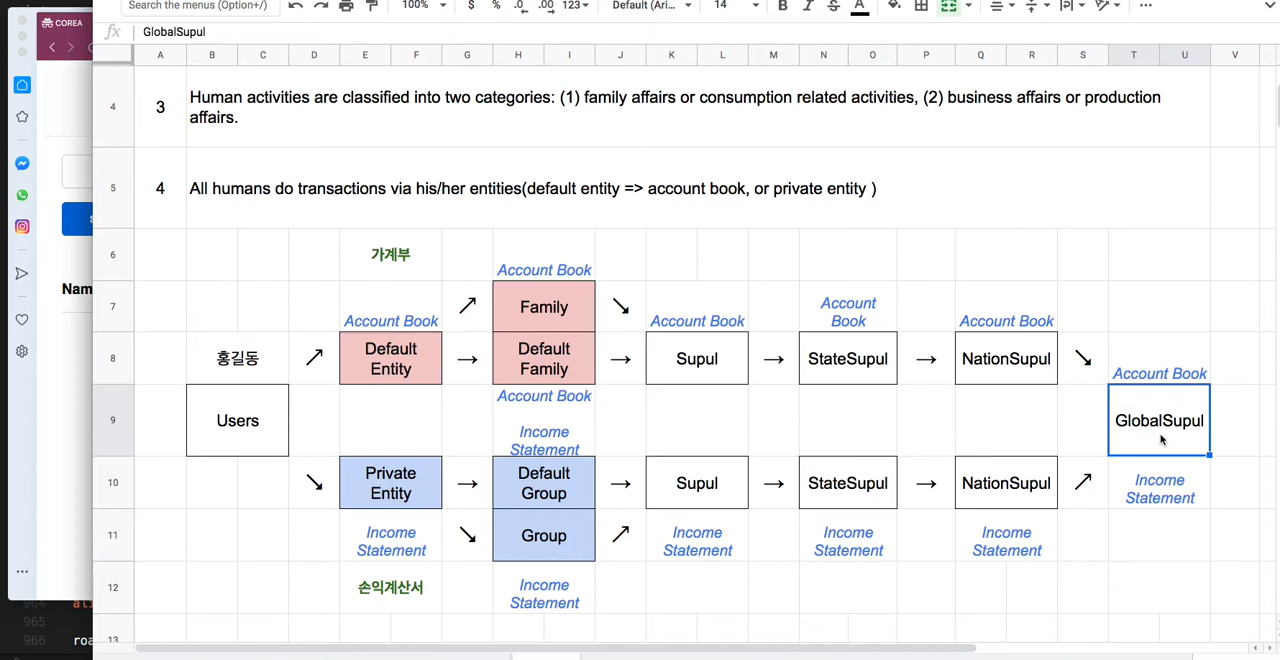 Search the menus (Option+/)
100%
$ % .0 .00 123
Default (Ari...
14
B I S A
COREA
fx GlobalSupul
A B C D E F G H I J K L M N O P Q R S T U V
4
3
Human activities are classified into two categories: (1) family affairs or consumption related activities, (2) business affairs or production
affairs.
5
4
All humans do transactions via his/her entities(default entity => account book, or private entity )
6
가계부
Account Book
7
Family
Account Book
Account Book
Account
Book
Account Book
8
홍길동
Default
Entity
Default
Family
Supul
StateSupul
NationSupul
Account Book
9
Users
Account Book
Income
Statement
GlobalSupul
10
Private
Entity
Default
Group
Supul
StateSupul
NationSupul
Income
Statement
11
Income
Statement
Group
Income
Statement
Income
Statement
Income
Statement
12
손익계산서
Income
Statement
13
Nam
964
965
966 roa